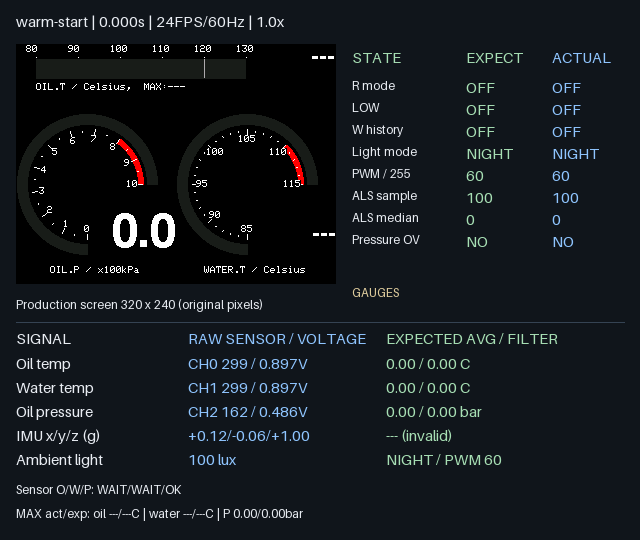 warm-start | 0.000s | 24FPS/60Hz | 1.0x
80 90 100 110 120 130
---
OIL.T / Celsius, MAX:---
0 1 2 3 4 5 6 7 8 9 10
0.0
OIL.P / x100kPa
85 90 95 100 105 110 115
---
WATER.T / Celsius
Production screen 320 x 240 (original pixels)
STATE EXPECT ACTUAL
R mode OFF OFF
LOW OFF OFF
W history OFF OFF
Light mode NIGHT NIGHT
PWM / 255 60 60
ALS sample 100 100
ALS median 0 0
Pressure OV NO NO
GAUGES
SIGNAL RAW SENSOR / VOLTAGE EXPECTED AVG / FILTER
Oil temp CH0 299 / 0.897V 0.00 / 0.00 C
Water temp CH1 299 / 0.897V 0.00 / 0.00 C
Oil pressure CH2 162 / 0.486V 0.00 / 0.00 bar
IMU x/y/z (g) +0.12/-0.06/+1.00 --- (invalid)
Ambient light 100 lux NIGHT / PWM 60
Sensor O/W/P: WAIT/WAIT/OK
MAX act/exp: oil --/--C | water --/--C | P 0.00/0.00bar